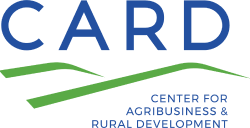 CARD
CENTER FOR
AGRIBUSINESS &
RURAL DEVELOPMENT